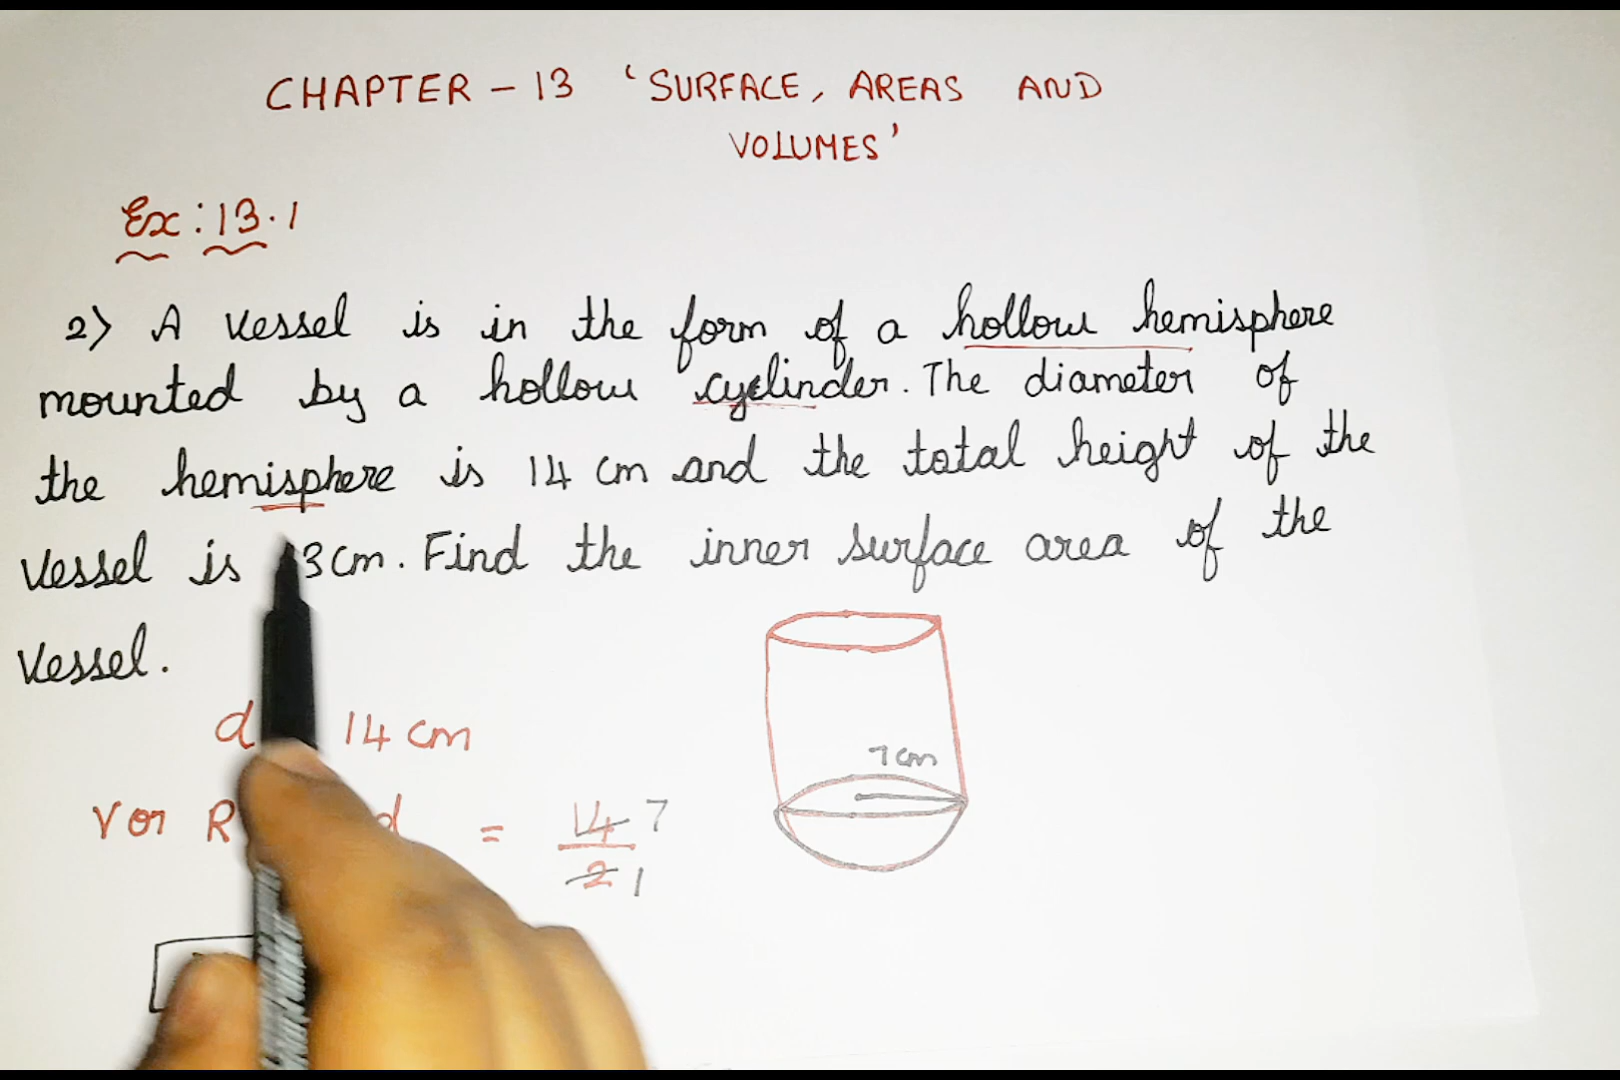 CHAPTER - 13 'SURFACE, AREAS AND
VOLUMES'
Ex: 13.1
2) A vessel is in the form of a hollow hemisphere
mounted by a hollow cyclinder. The diameter of
the hemisphere is 14 cm and the total height of the
vessel is 3cm. Find the inner surface area of the
vessel.
d 14 cm
r or R d = 14 7
2 1
7cm